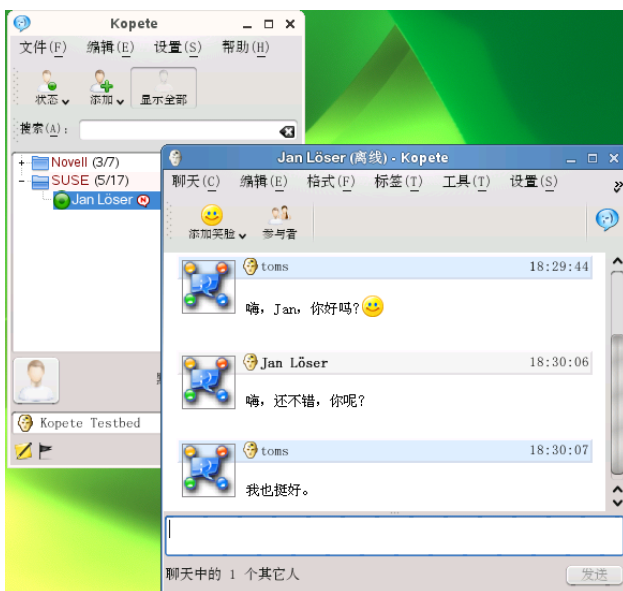 Kopete
文件(F) 编辑(E) 设置(S) 帮助(H)
状态 添加 显示全部
搜索(A):
Novell (3/7)
SUSE (5/17)
Jan Löser
Kopete Testbed
Jan Löser (离线) - Kopete
聊天(C) 编辑(E) 格式(F) 标签(T) 工具(T) 设置(S) »
添加笑脸 参与者
toms 18:29:44
嗨，Jan，你好吗？
Jan Löser 18:30:06
嗨，还不错，你呢？
toms 18:30:07
我也挺好。
聊天中的 1 个其它人 发送